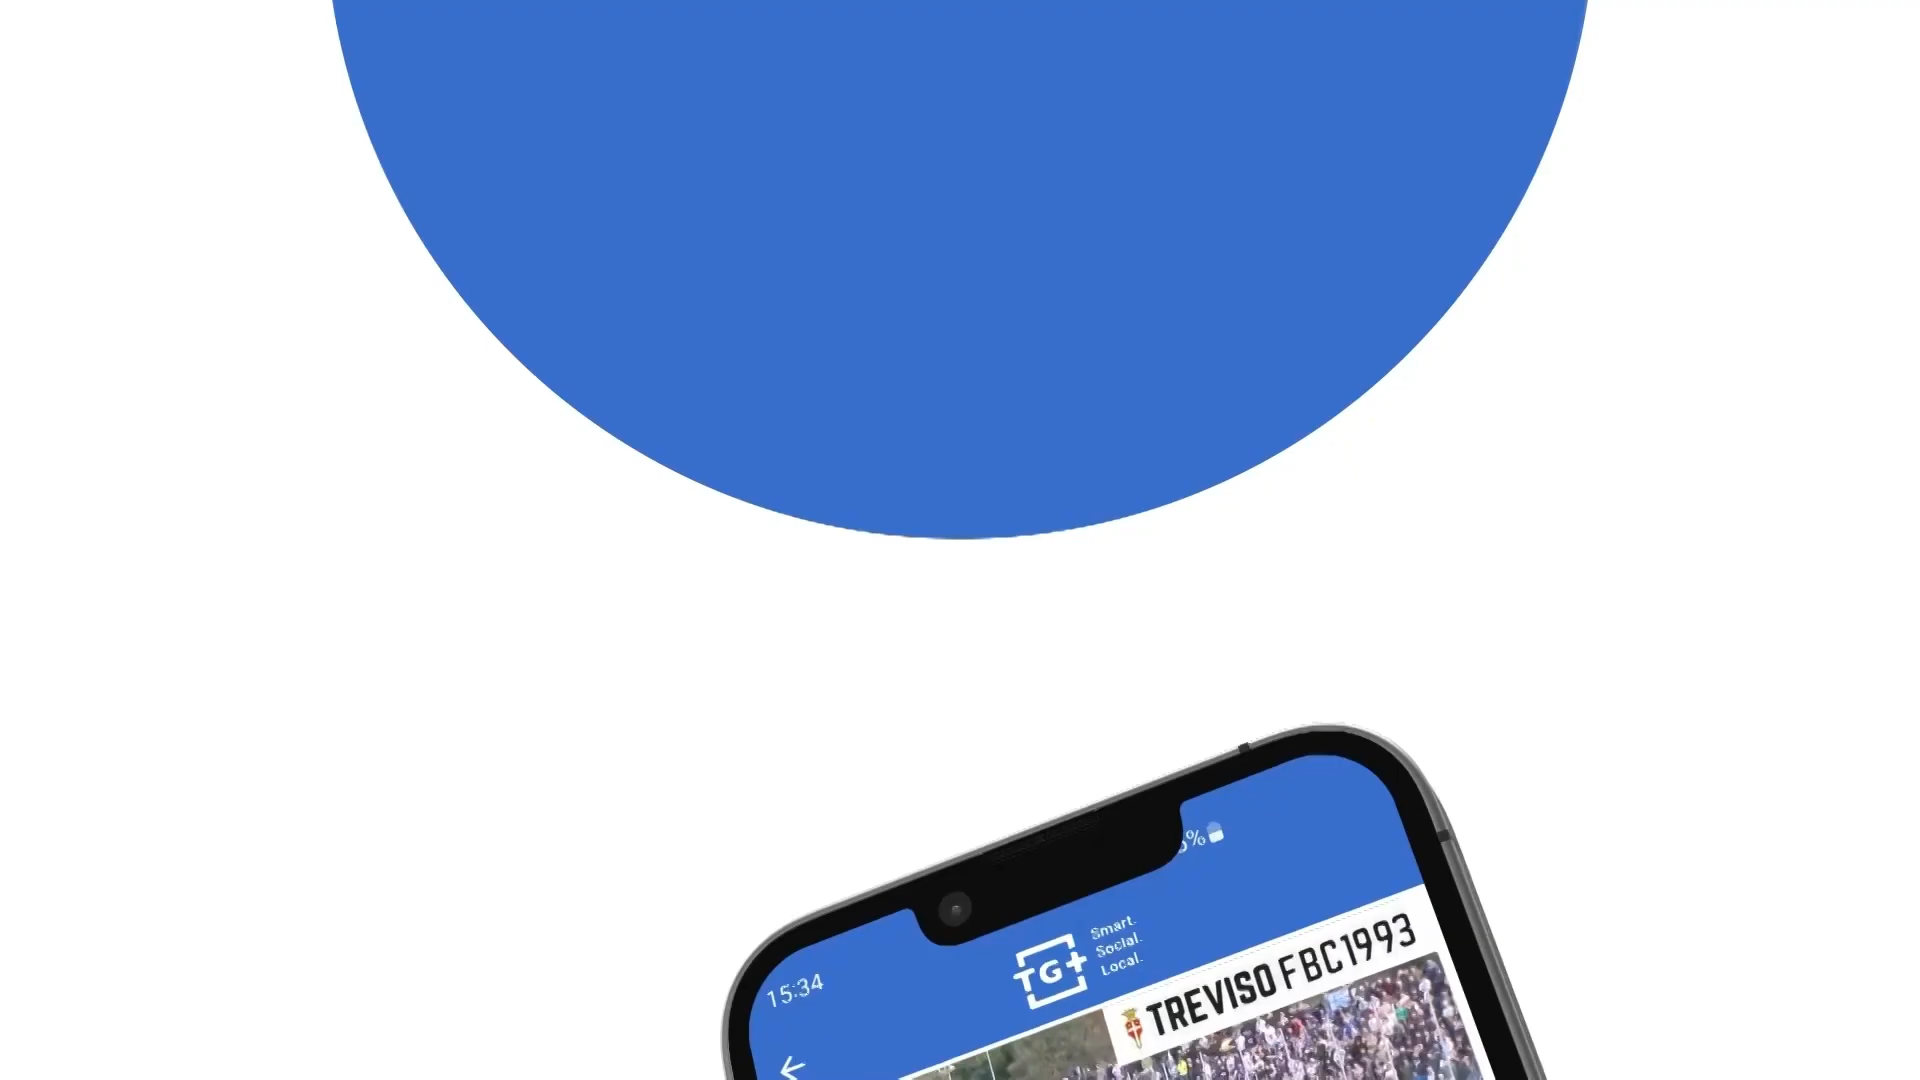 %
15:34
TG+
Smart.
Social.
Local.
TREVISO FBC1993